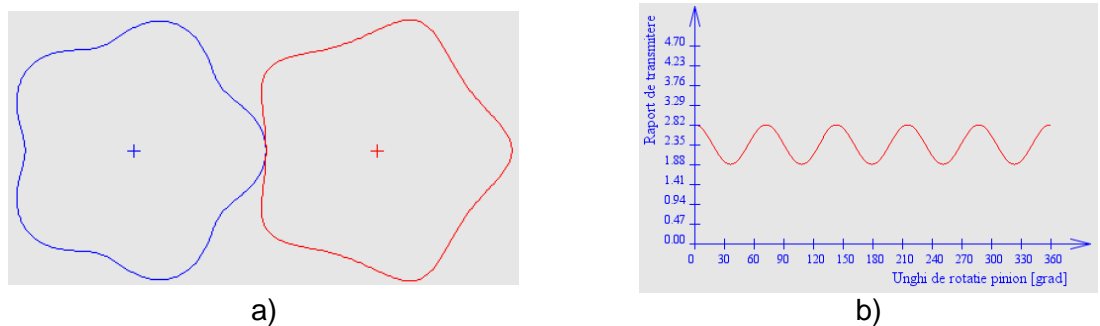 Raport de transmitere
4.70
4.23
3.76
3.29
2.82
2.35
1.88
1.41
0.94
0.47
0.00
0 30 60 90 120 150 180 210 240 270 300 330 360
Unghi de rotatie pinion [grad]
a) b)